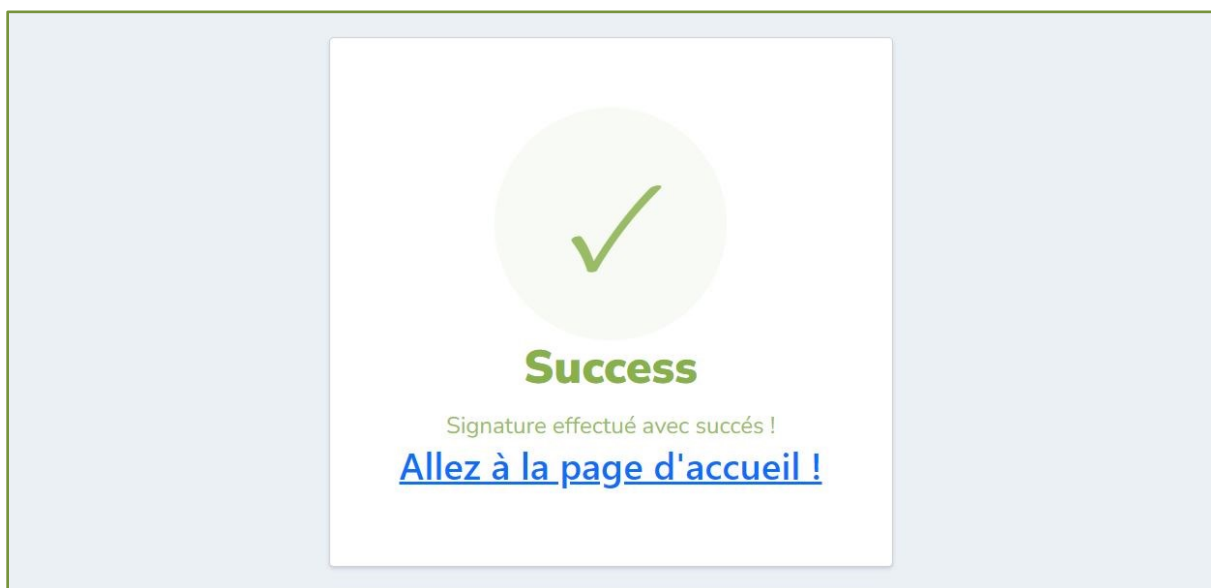 Success
Signature effectué avec succés !
Allez à la page d'accueil !